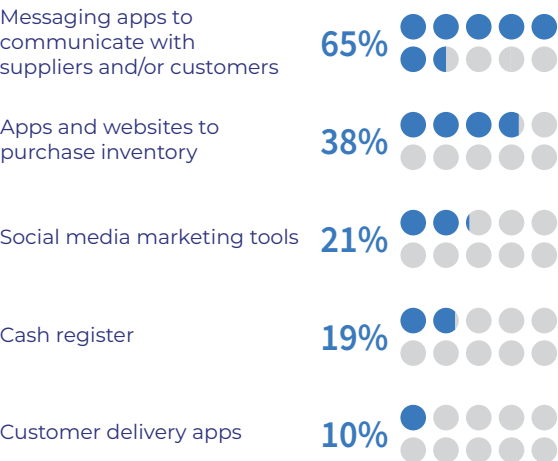 Messaging apps to
communicate with
suppliers and/or customers
65%
Apps and websites to
purchase inventory
38%
Social media marketing tools 21%
Cash register 19%
Customer delivery apps 10%